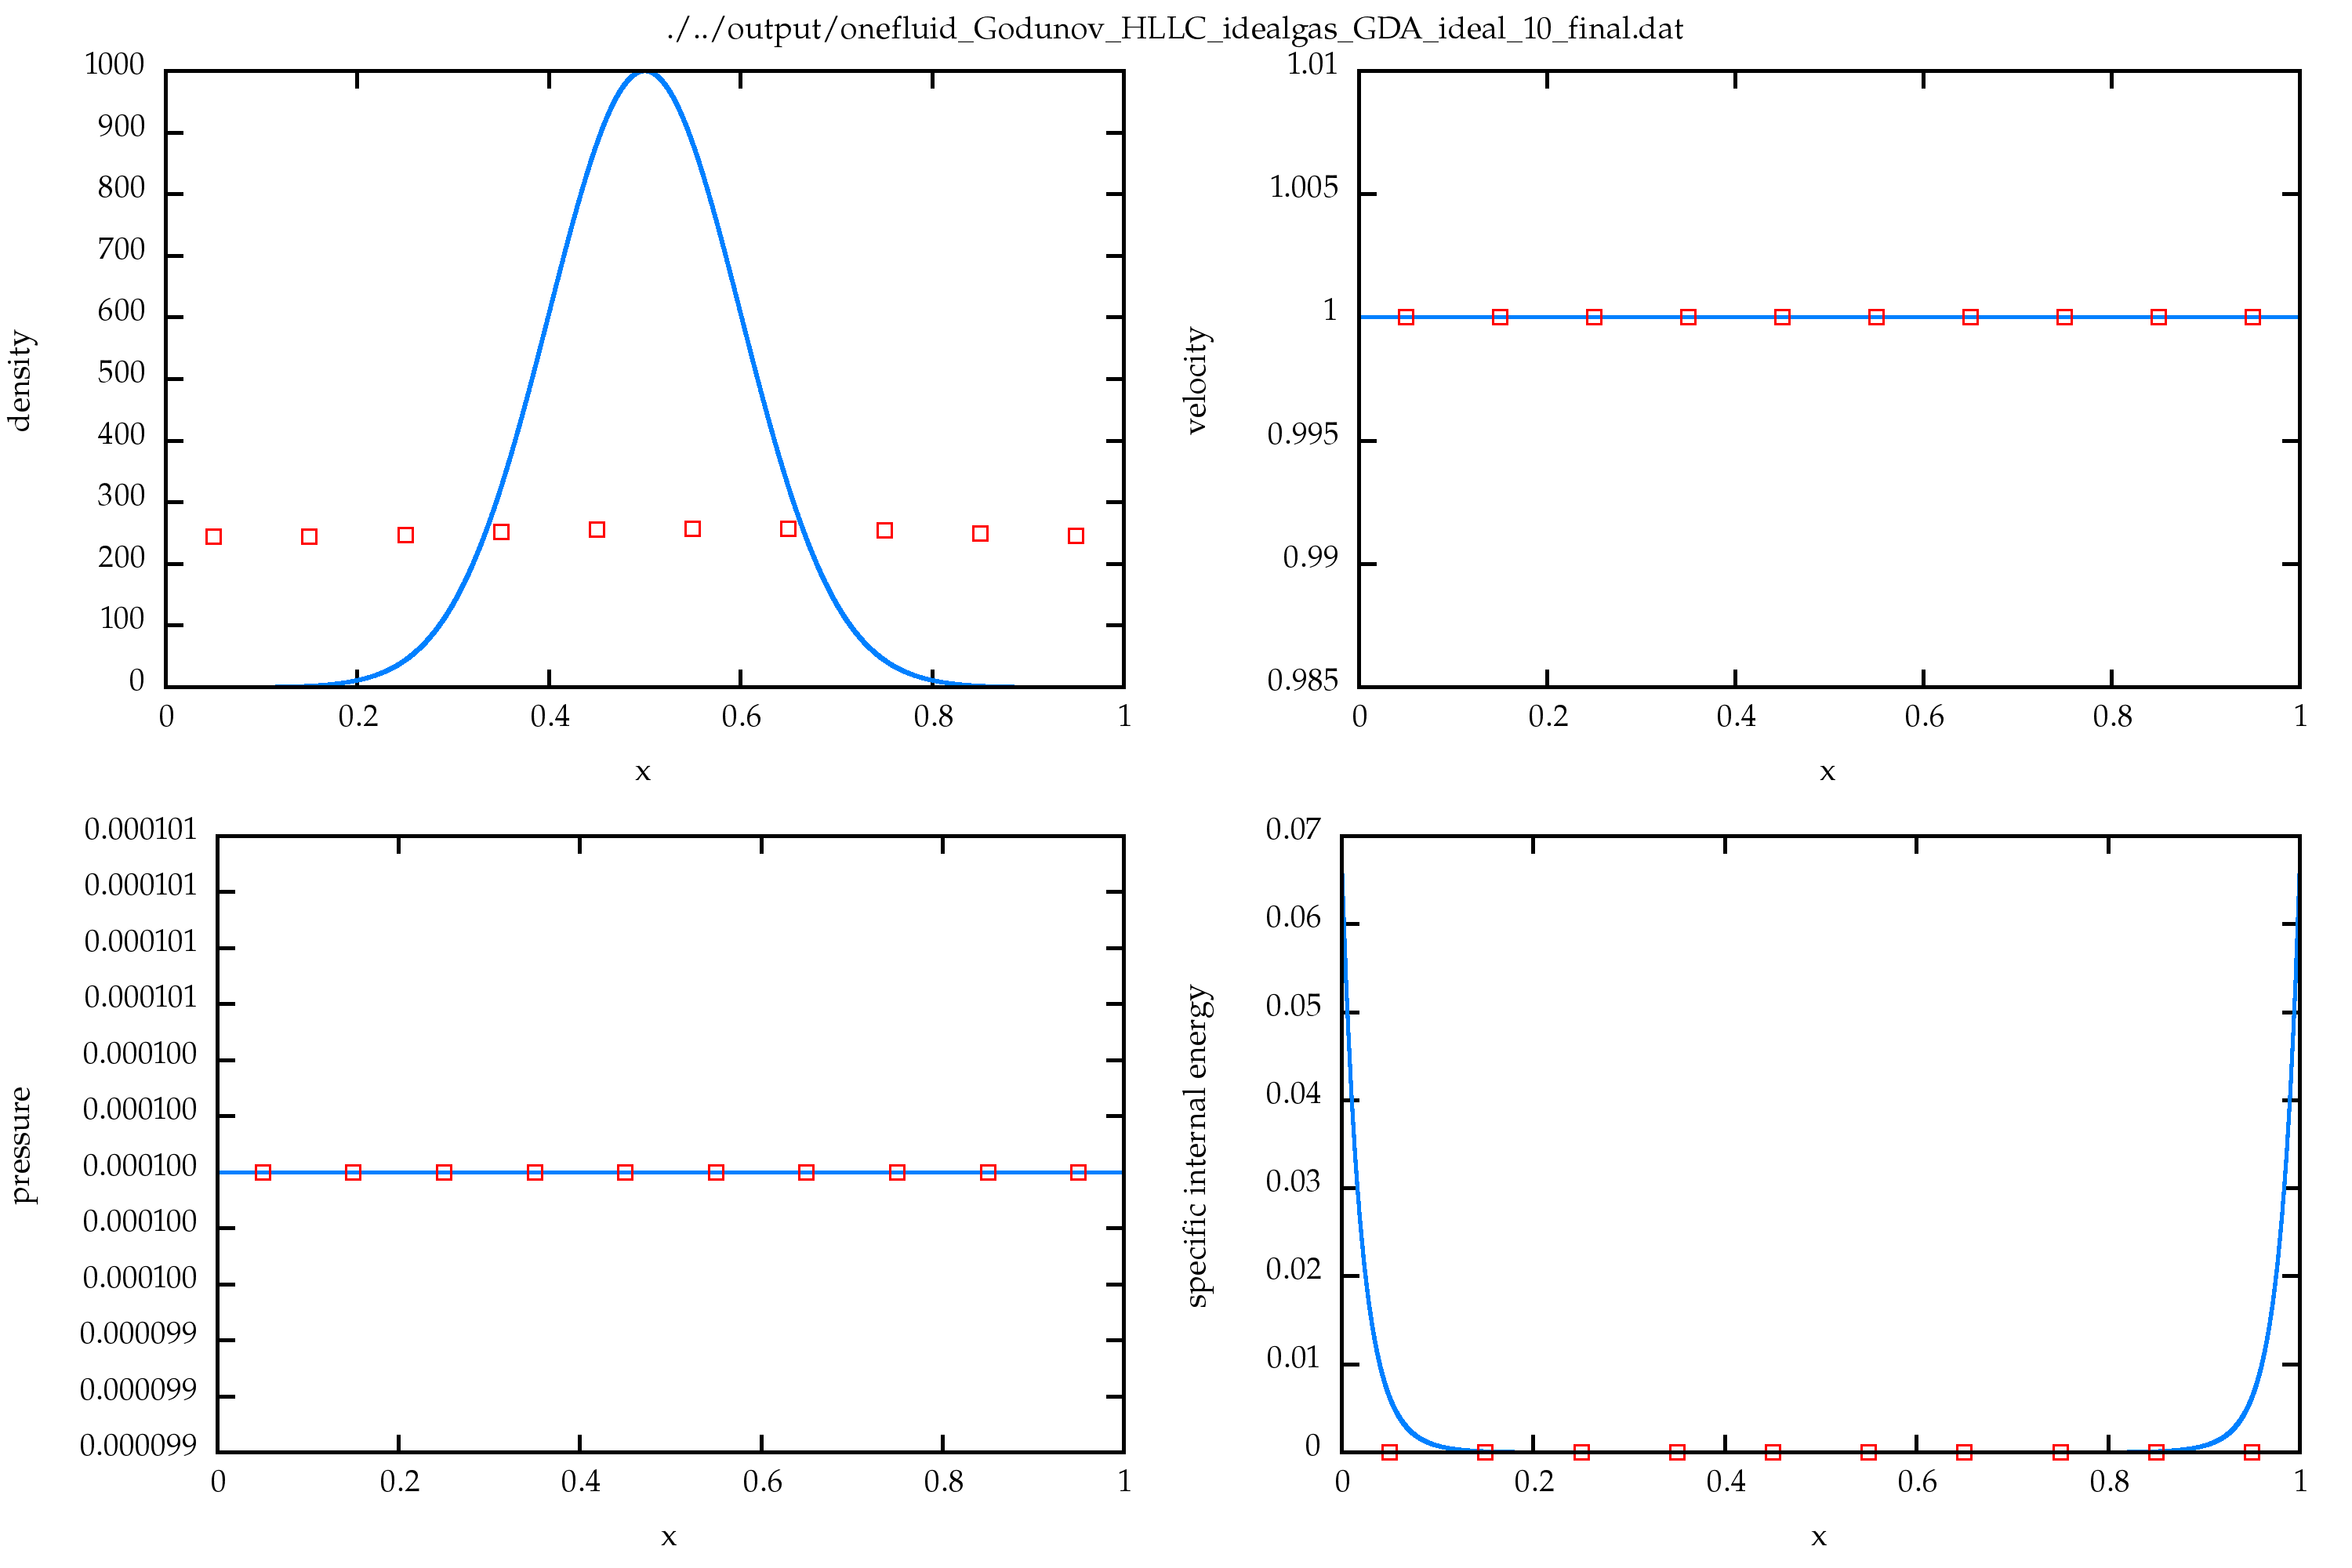 ./../output/onefluid_Godunov_HLLC_idealgas_GDA_ideal_10_final.dat
1000
900
800
700
600
500
400
300
200
100
0
density
0 0.2 0.4 0.6 0.8 1
x
1.01
1.005
1
0.995
0.99
0.985
velocity
0 0.2 0.4 0.6 0.8 1
x
0.000101
0.000101
0.000101
0.000101
0.000100
0.000100
0.000100
0.000100
0.000100
0.000099
0.000099
0.000099
pressure
0 0.2 0.4 0.6 0.8 1
x
0.07
0.06
0.05
0.04
0.03
0.02
0.01
0
specific internal energy
0 0.2 0.4 0.6 0.8 1
x